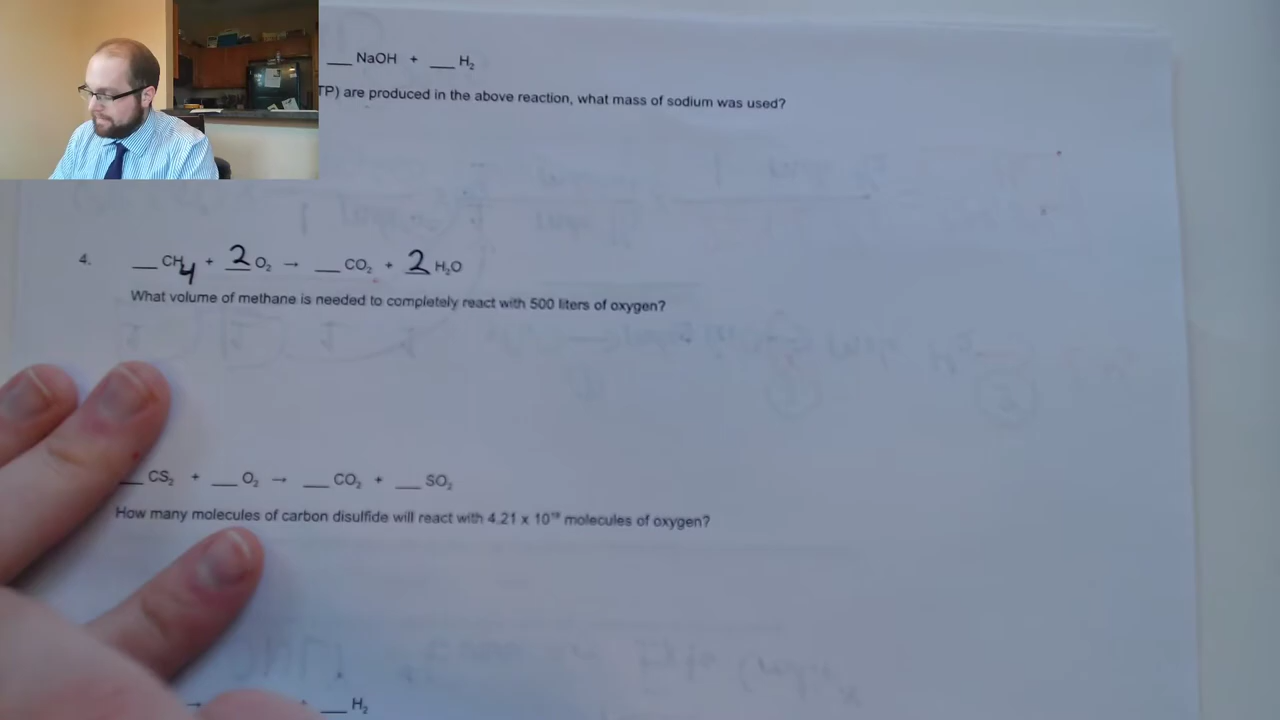 ___ NaOH + ___ H₂
TP) are produced in the above reaction, what mass of sodium was used?
4. ___ CH4 + 2 O₂ → ___ CO₂ + 2 H₂O
What volume of methane is needed to completely react with 500 liters of oxygen?
___ CS₂ + ___ O₂ → ___ CO₂ + ___ SO₂
How many molecules of carbon disulfide will react with 4.21 x 10 molecules of oxygen?
→ ___ H₂